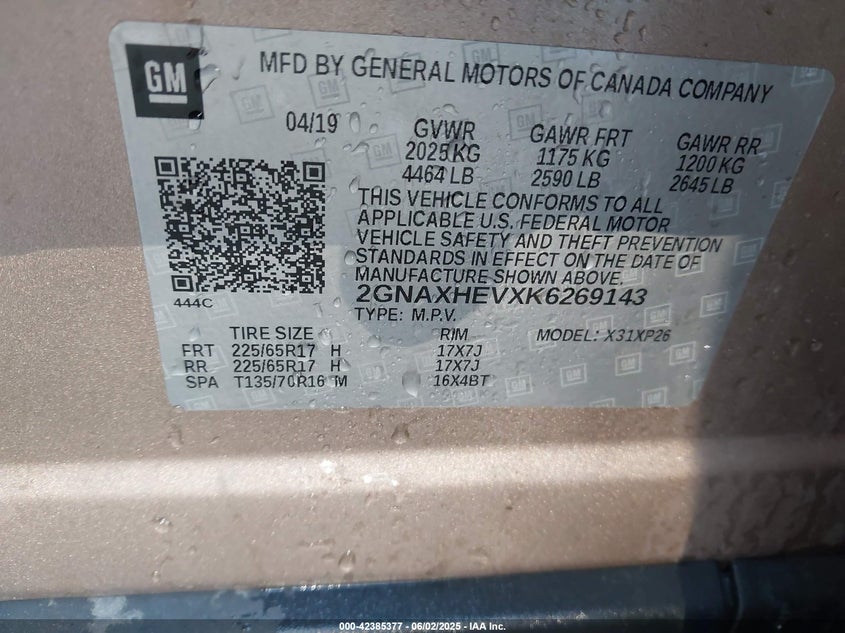 GM
MFD BY GENERAL MOTORS OF CANADA COMPANY
04/19
GVWR
2025 KG
4464 LB
GAWR FRT
1175 KG
2590 LB
GAWR RR
1200 KG
2645 LB
THIS VEHICLE CONFORMS TO ALL
APPLICABLE U.S. FEDERAL MOTOR
VEHICLE SAFETY AND THEFT PREVENTION
STANDARDS IN EFFECT ON THE DATE OF
MANUFACTURE SHOWN ABOVE.
444C
2GNAXHEVXK6269143
TYPE: M.P.V.
MODEL: X31XP26
TIRE SIZE RIM
FRT 225/65R17 H 17X7J
RR 225/65R17 H 17X7J
SPA T135/70R16 M 16X4BT
000-42385377 - 06/02/2025 - IAA Inc.